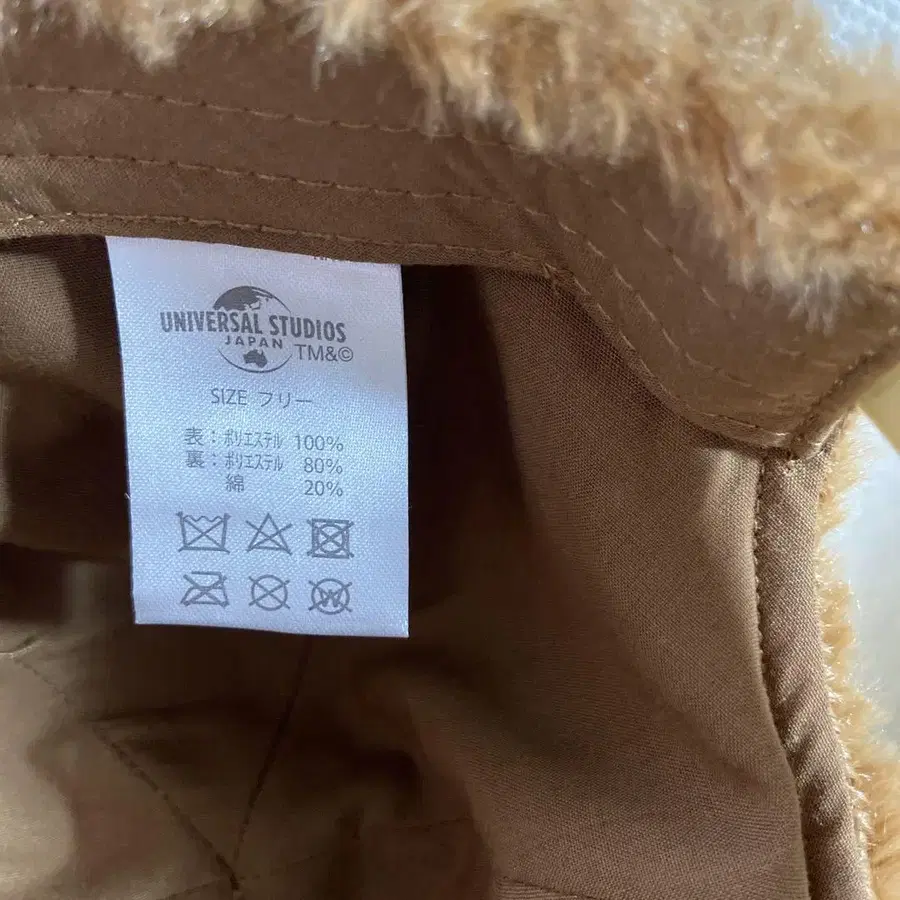 UNIVERSAL STUDIOS
JAPAN TM&©
SIZE フリー
表：ポリエステル 100%
裏：ポリエステル 80%
綿 20%
W